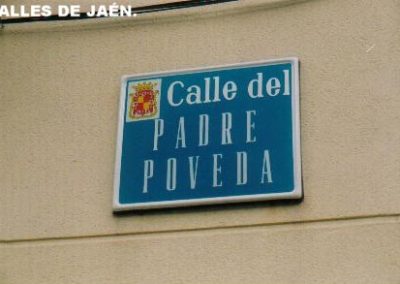 ALLES DE JAÉN.
Calle del
PADRE
POVEDA